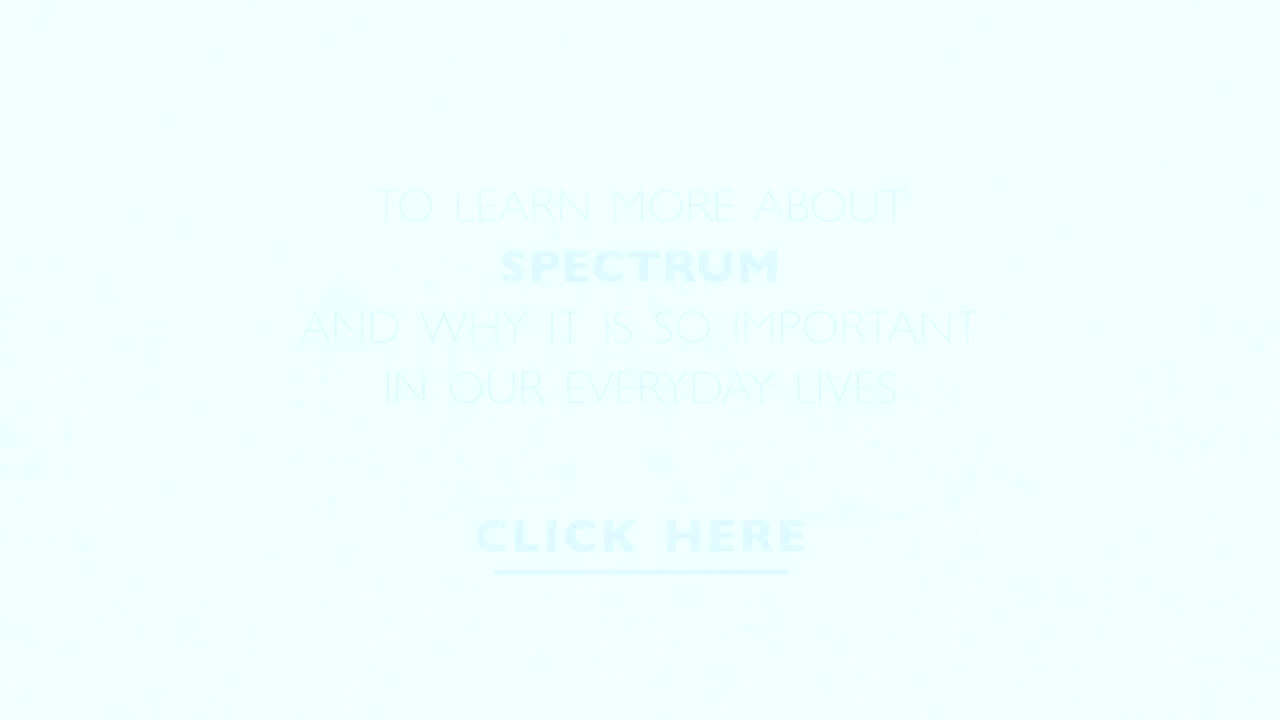 TO LEARN MORE ABOUT
SPECTRUM
AND WHY IT IS SO IMPORTANT
IN OUR EVERYDAY LIVES
CLICK HERE